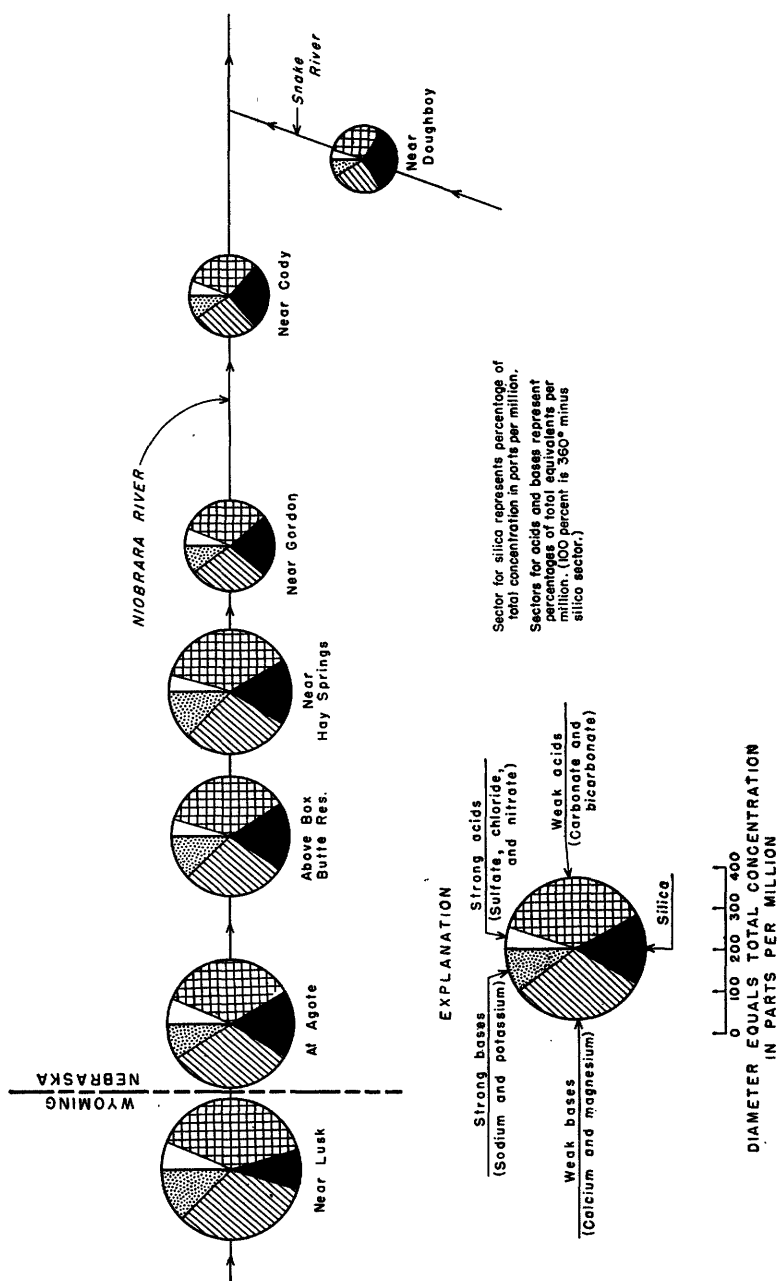 NIOBRARA RIVER
WYOMING
NEBRASKA
Near Lusk
At Agate
Above Box
Butte Res.
Near
Hay Springs
Near Gordon
Near Cody
Snake
River
Near
Doughboy
EXPLANATION
Strong bases
(Sodium and potassium)
Strong acids
(Sulfate, chloride,
and nitrate)
Weak bases
(Calcium and magnesium)
Weak acids
(Carbonate and
bicarbonate)
Silica
0 100 200 300 400
DIAMETER EQUALS TOTAL CONCENTRATION
IN PARTS PER MILLION
Sector for silica represents percentage of
total concentration in parts per million.
Sectors for acids and bases represent
percentages of total equivalents per
million. (100 percent is 360° minus
silica sector.)